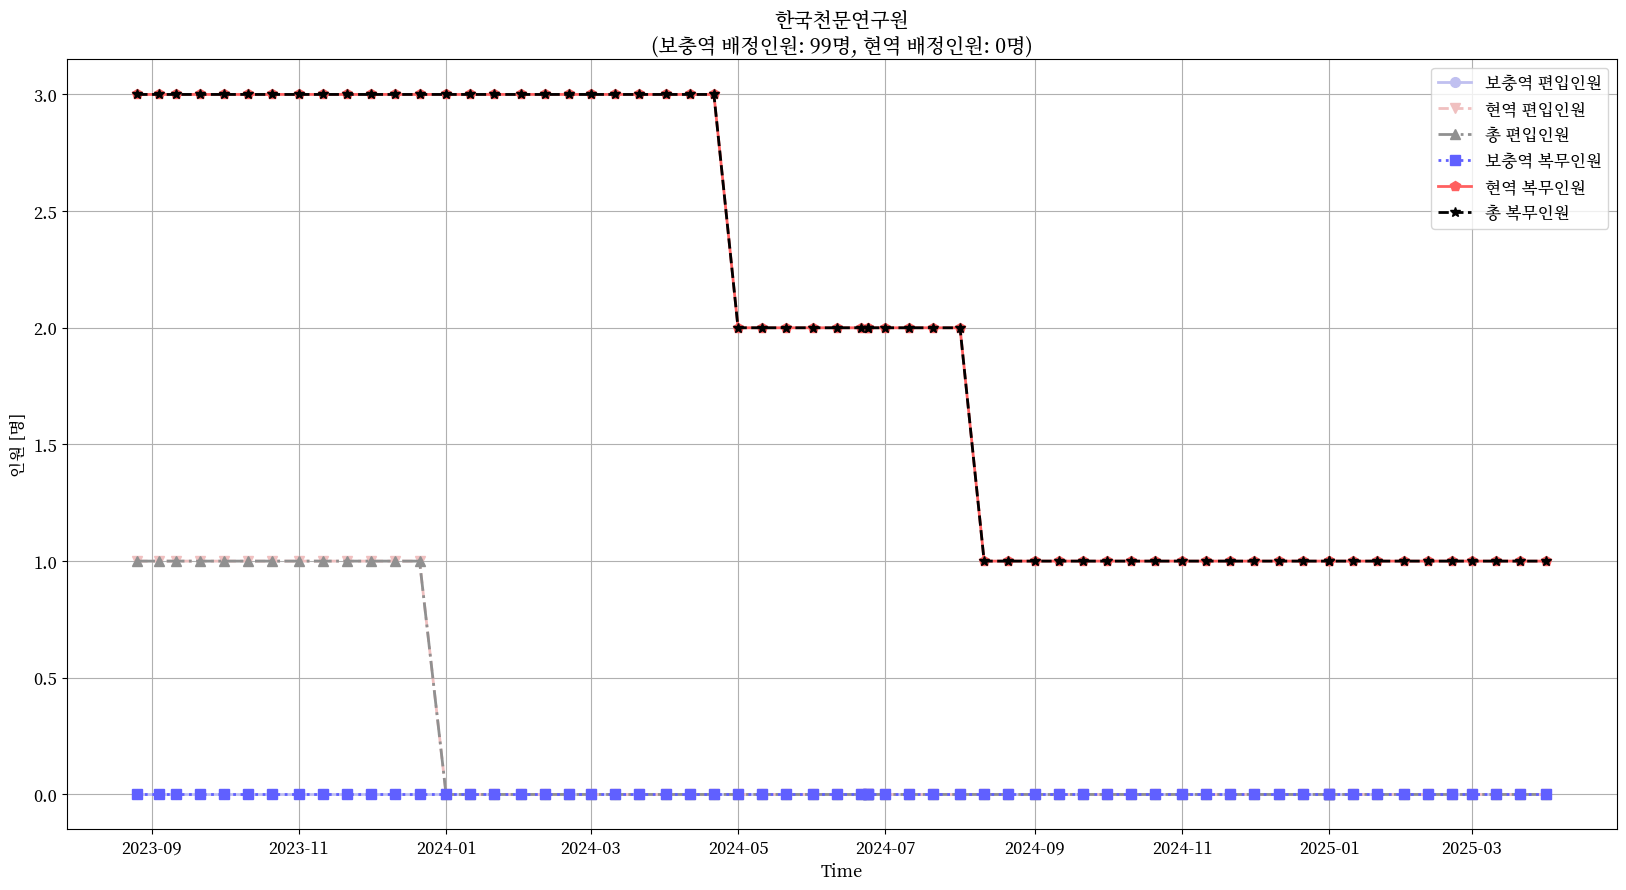 한국천문연구원
(보충역 배정인원: 99명, 현역 배정인원: 0명)
보충역 편입인원
현역 편입인원
총 편입인원
보충역 복무인원
현역 복무인원
총 복무인원
인원 [명]
3.0
2.5
2.0
1.5
1.0
0.5
0.0
2023-09
2023-11
2024-01
2024-03
2024-05
2024-07
2024-09
2024-11
2025-01
2025-03
Time